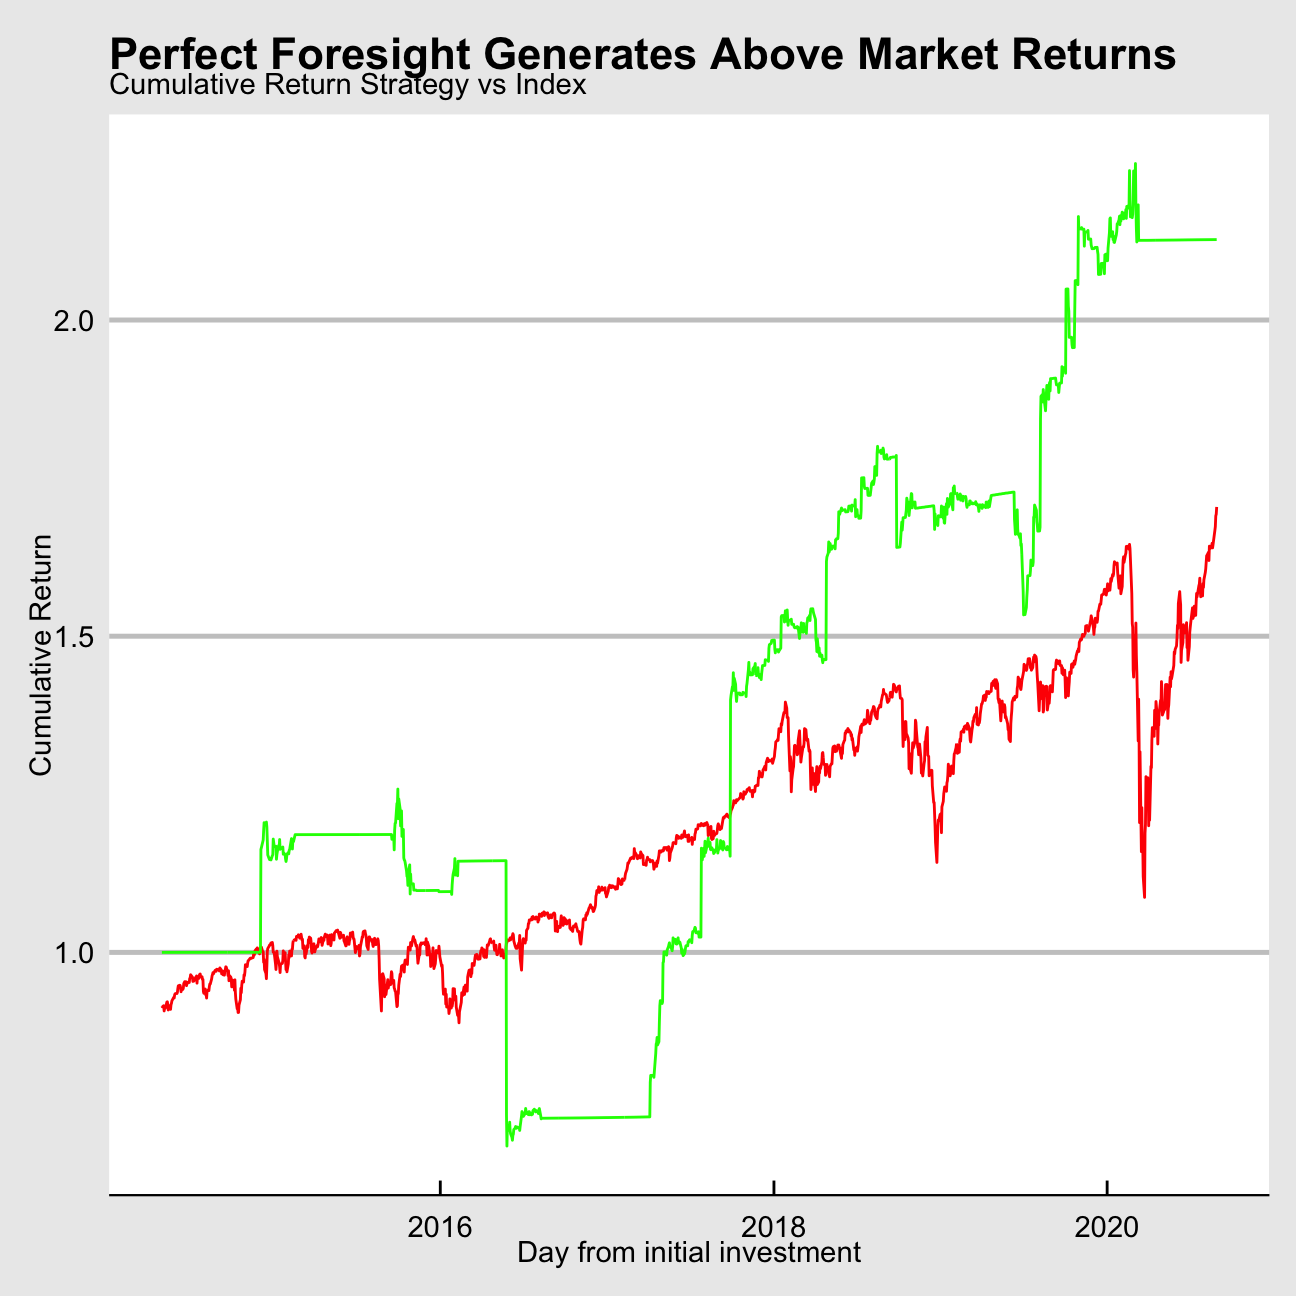 Perfect Foresight Generates Above Market Returns
Cumulative Return Strategy vs Index
Cumulative Return
2.0
1.5
1.0
2016
2018
2020
Day from initial investment